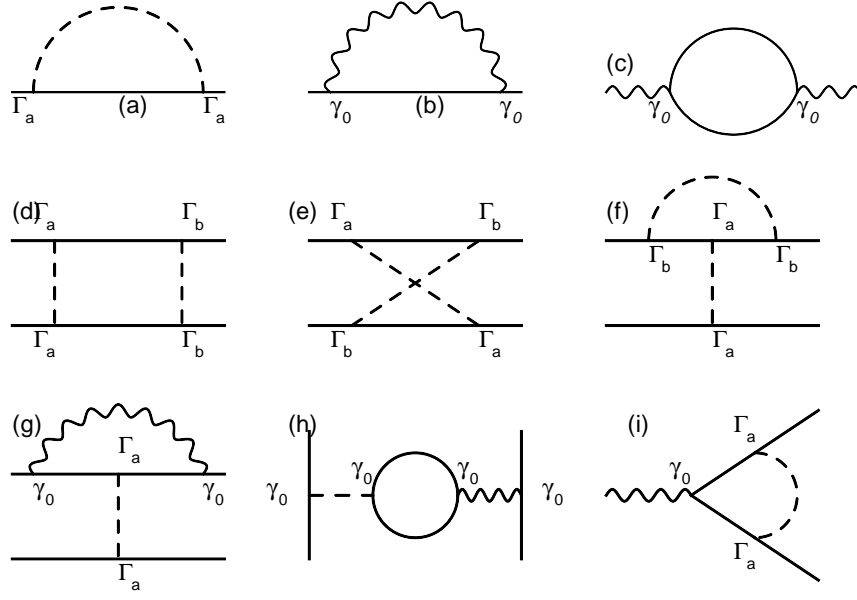 Γa (a) Γa
γ0 (b) γ0
(c) γ0 γ0
(d) Γa Γb
Γa Γb
(e) Γa Γb
Γb Γa
(f) Γa
Γb Γb
Γa
(g) Γa
γ0 γ0
Γa
(h) γ0 γ0
γ0 γ0
(i) Γa
γ0
Γa